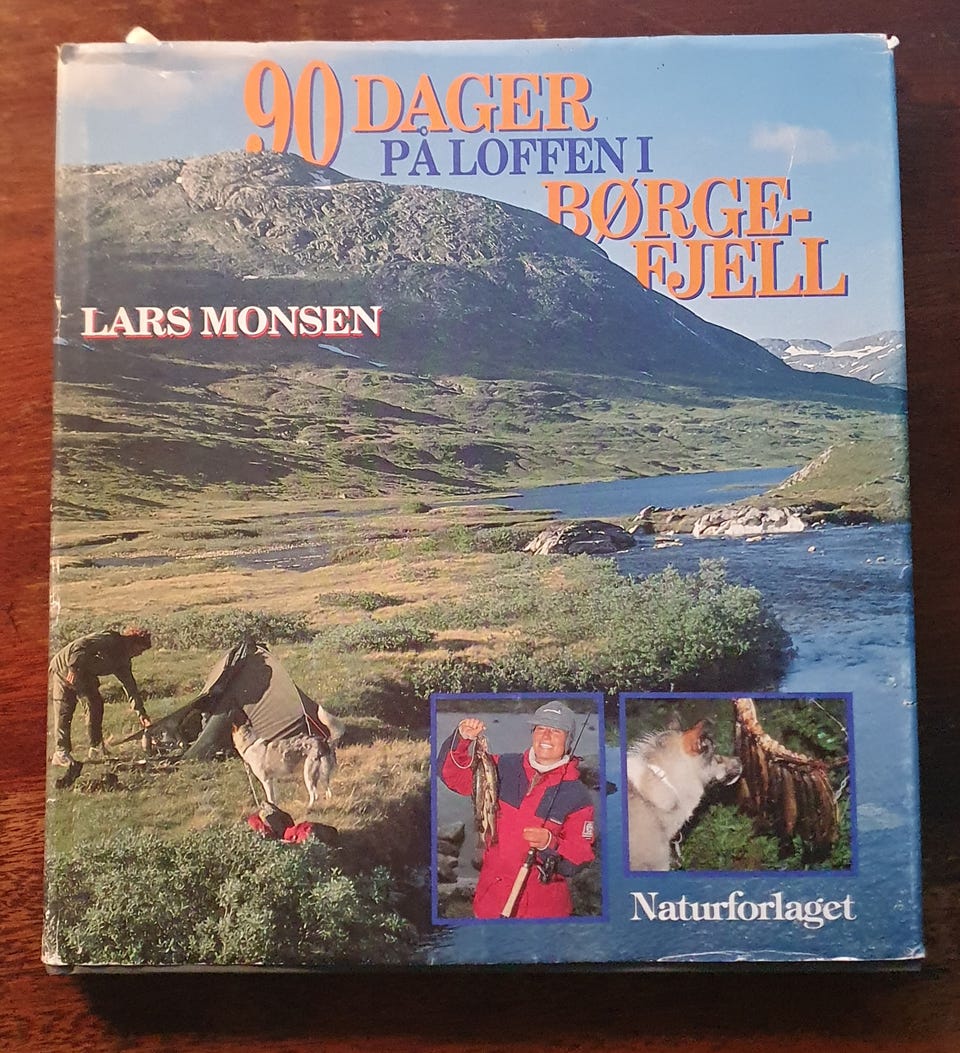 90 DAGER
PÅ LOFFEN I
BØRGE-
FJELL
LARS MONSEN
Naturforlaget